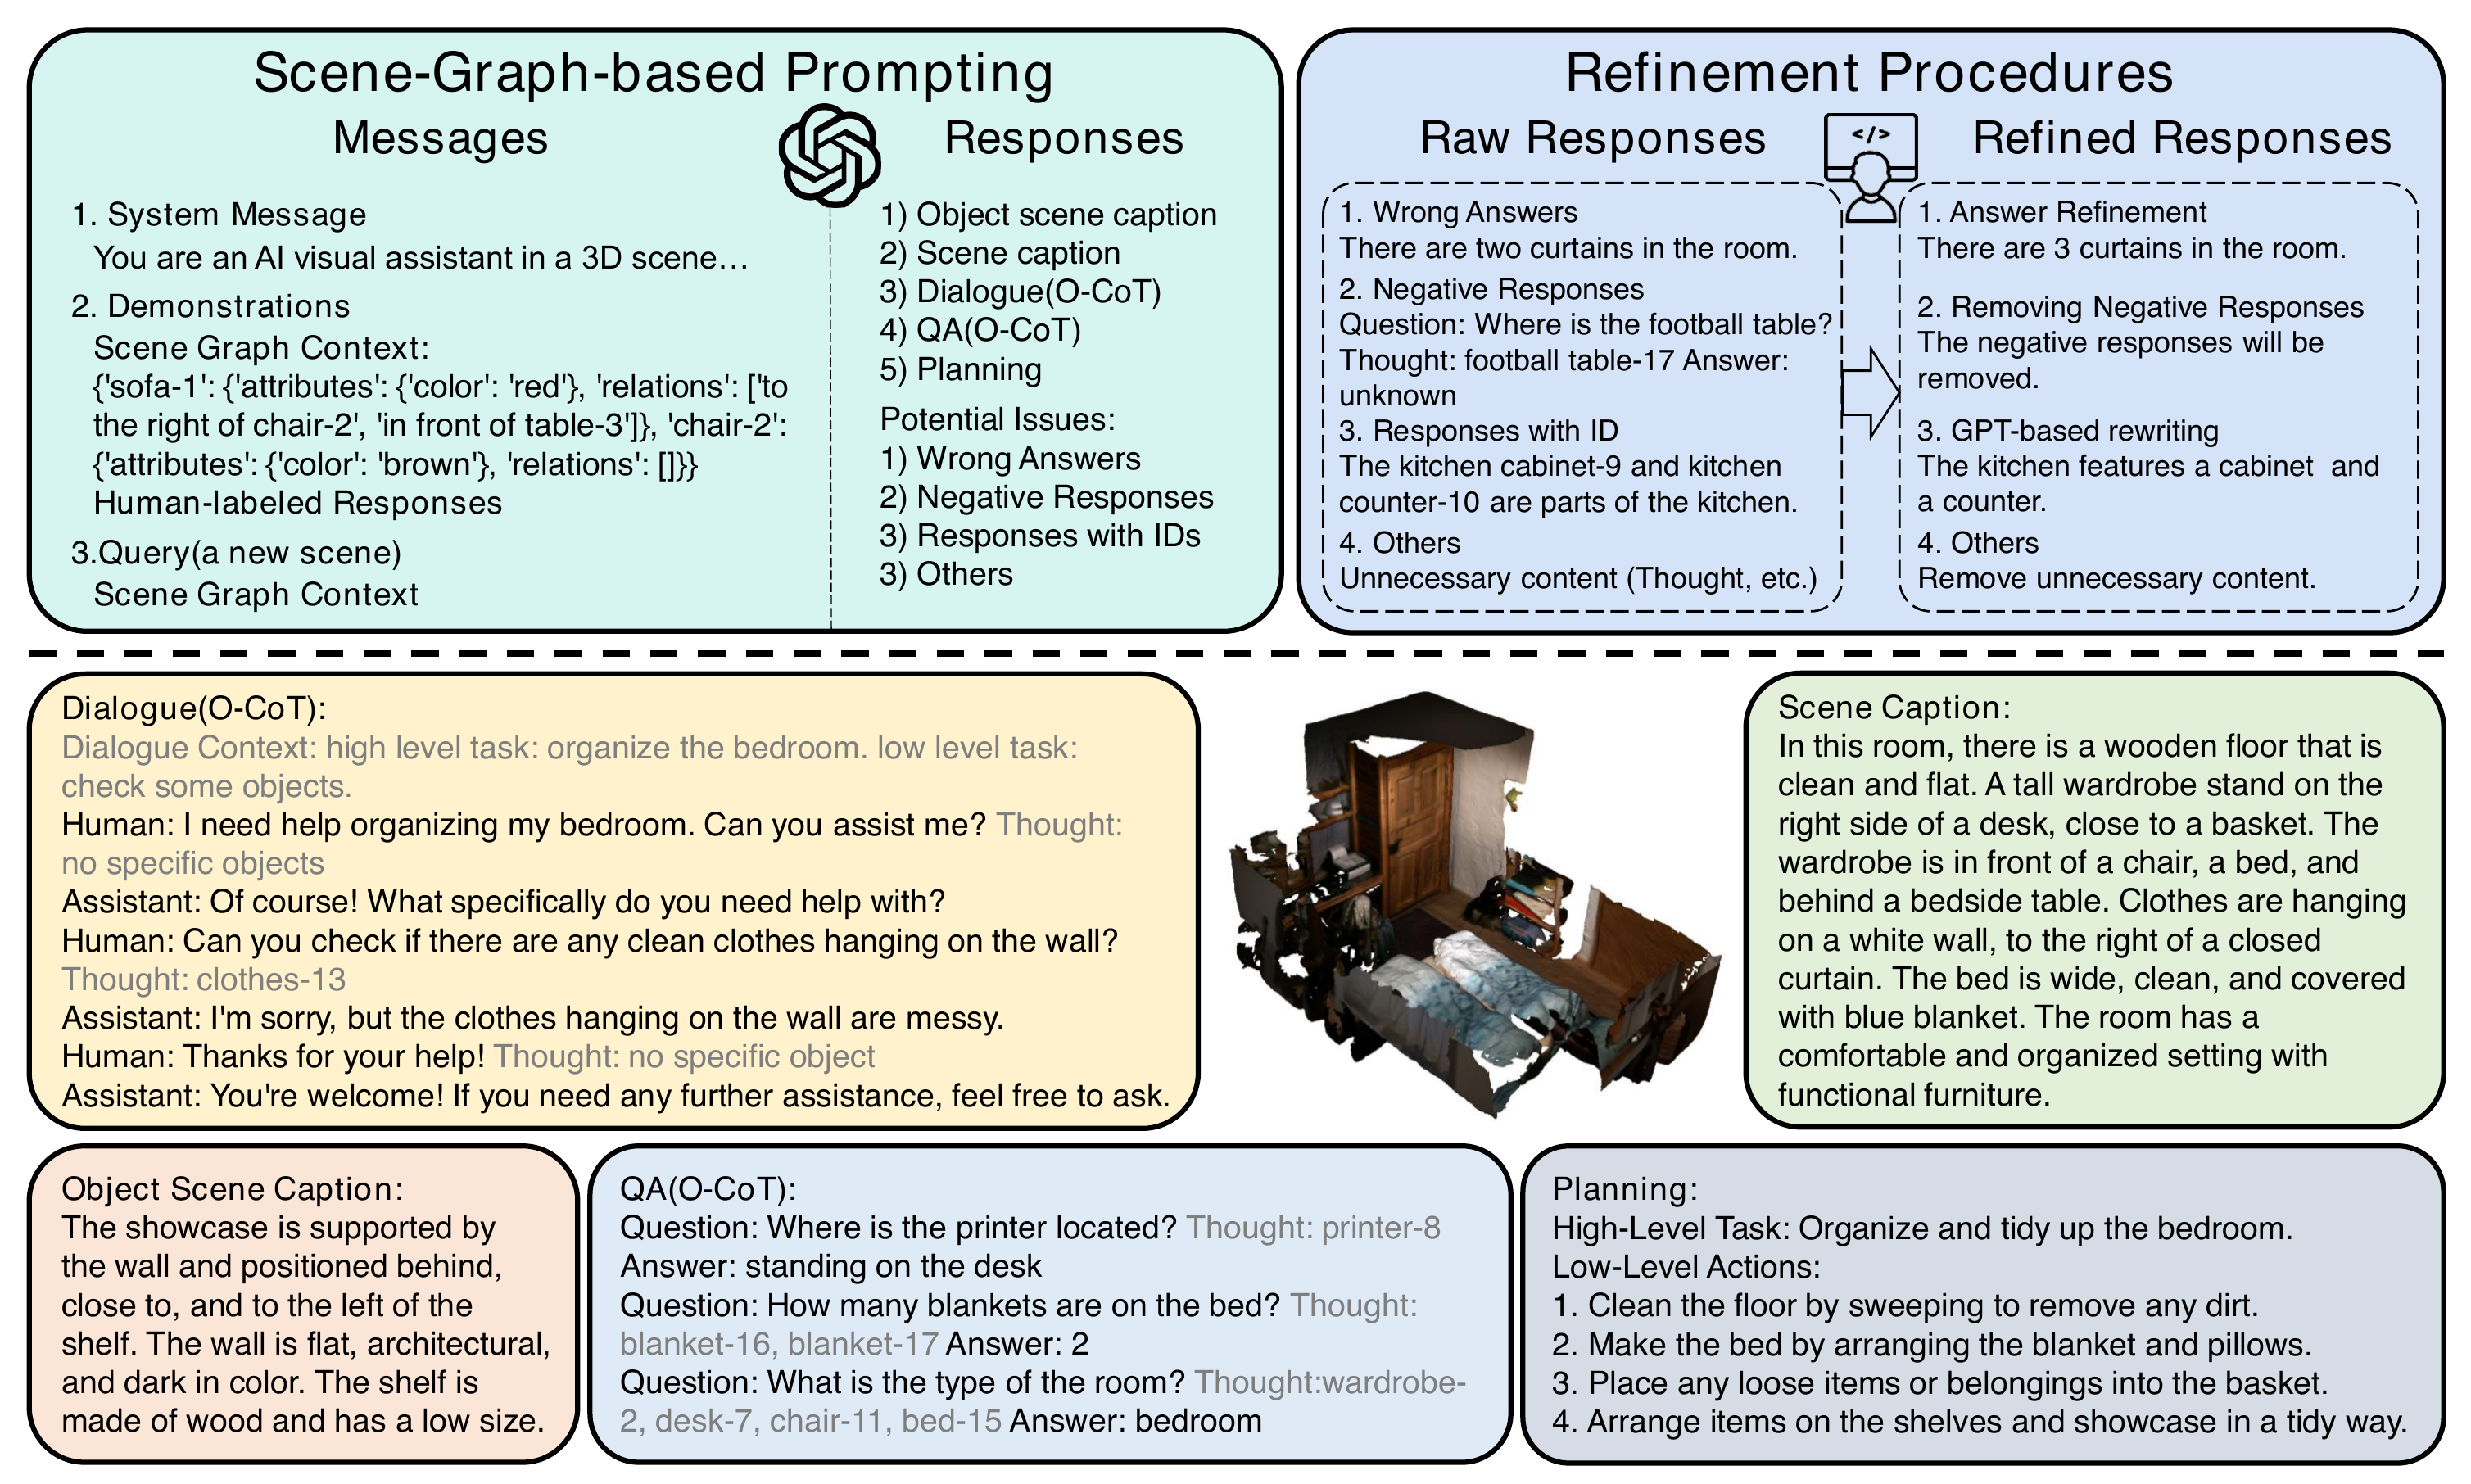 Scene-Graph-based Prompting
Messages
Responses
1. System Message
You are an AI visual assistant in a 3D scene...
2. Demonstrations
Scene Graph Context:
{'sofa-1': {'attributes': {'color': 'red'}, 'relations': ['to
the right of chair-2', 'in front of table-3']}, 'chair-2':
{'attributes': {'color': 'brown'}, 'relations': []}}
Human-labeled Responses
3.Query(a new scene)
Scene Graph Context
1) Object scene caption
2) Scene caption
3) Dialogue(O-CoT)
4) QA(O-CoT)
5) Planning
Potential Issues:
1) Wrong Answers
2) Negative Responses
3) Responses with IDs
3) Others
Refinement Procedures
Raw Responses
</>
Refined Responses
1. Wrong Answers
There are two curtains in the room.
2. Negative Responses
Question: Where is the football table?
Thought: football table-17 Answer:
unknown
3. Responses with ID
The kitchen cabinet-9 and kitchen
counter-10 are parts of the kitchen.
4. Others
Unnecessary content (Thought, etc.)
1. Answer Refinement
There are 3 curtains in the room.
2. Removing Negative Responses
The negative responses will be
removed.
3. GPT-based rewriting
The kitchen features a cabinet  and
a counter.
4. Others
Remove unnecessary content.
Dialogue(O-CoT):
Dialogue Context: high level task: organize the bedroom. low level task:
check some objects.
Human: I need help organizing my bedroom. Can you assist me? Thought:
no specific objects
Assistant: Of course! What specifically do you need help with?
Human: Can you check if there are any clean clothes hanging on the wall?
Thought: clothes-13
Assistant: I'm sorry, but the clothes hanging on the wall are messy.
Human: Thanks for your help! Thought: no specific object
Assistant: You're welcome! If you need any further assistance, feel free to ask.
Scene Caption:
In this room, there is a wooden floor that is
clean and flat. A tall wardrobe stand on the
right side of a desk, close to a basket. The
wardrobe is in front of a chair, a bed, and
behind a bedside table. Clothes are hanging
on a white wall, to the right of a closed
curtain. The bed is wide, clean, and covered
with blue blanket. The room has a
comfortable and organized setting with
functional furniture.
Object Scene Caption:
The showcase is supported by
the wall and positioned behind,
close to, and to the left of the
shelf. The wall is flat, architectural,
and dark in color. The shelf is
made of wood and has a low size.
QA(O-CoT):
Question: Where is the printer located? Thought: printer-8
Answer: standing on the desk
Question: How many blankets are on the bed? Thought:
blanket-16, blanket-17 Answer: 2
Question: What is the type of the room? Thought:wardrobe-
2, desk-7, chair-11, bed-15 Answer: bedroom
Planning:
High-Level Task: Organize and tidy up the bedroom.
Low-Level Actions:
1. Clean the floor by sweeping to remove any dirt.
2. Make the bed by arranging the blanket and pillows.
3. Place any loose items or belongings into the basket.
4. Arrange items on the shelves and showcase in a tidy way.